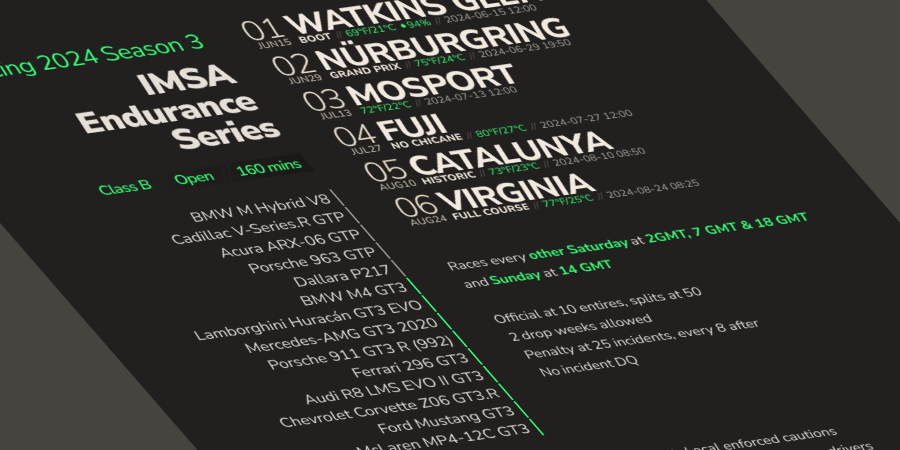 ing 2024 Season 3
IMSA
Endurance
Series
Class B Open 160 mins
BMW M Hybrid V8
Cadillac V-Series.R GTP
Acura ARX-06 GTP
Porsche 963 GTP
Dallara P217
BMW M4 GT3
Lamborghini Huracán GT3 EVO
Mercedes-AMG GT3 2020
Porsche 911 GT3 R (992)
Ferrari 296 GT3
Audi R8 LMS EVO II GT3
Chevrolet Corvette Z06 GT3.R
Ford Mustang GT3
McLaren MP4-12C GT3
01 WATKINS GLEN
JUN15 BOOT // 69°F/21°C 94% // 2024-06-15 12:00
02 NÜRBURGRING
JUN29 GRAND PRIX // 75°F/24°C // 2024-06-29 19:50
03 MOSPORT
JUL13 72°F/22°C // 2024-07-13 12:00
04 FUJI
JUL27 NO CHICANE // 80°F/27°C // 2024-07-27 12:00
05 CATALUNYA
AUG10 HISTORIC // 73°F/23°C // 2024-08-10 08:50
06 VIRGINIA
AUG24 FULL COURSE // 77°F/25°C // 2024-08-24 08:25
Races every other Saturday at 2GMT, 7 GMT & 18 GMT
and Sunday at 14 GMT
Official at 10 entires, splits at 50
2 drop weeks allowed
Penalty at 25 incidents, every 8 after
No incident DQ
Local enforced cautions
drivers